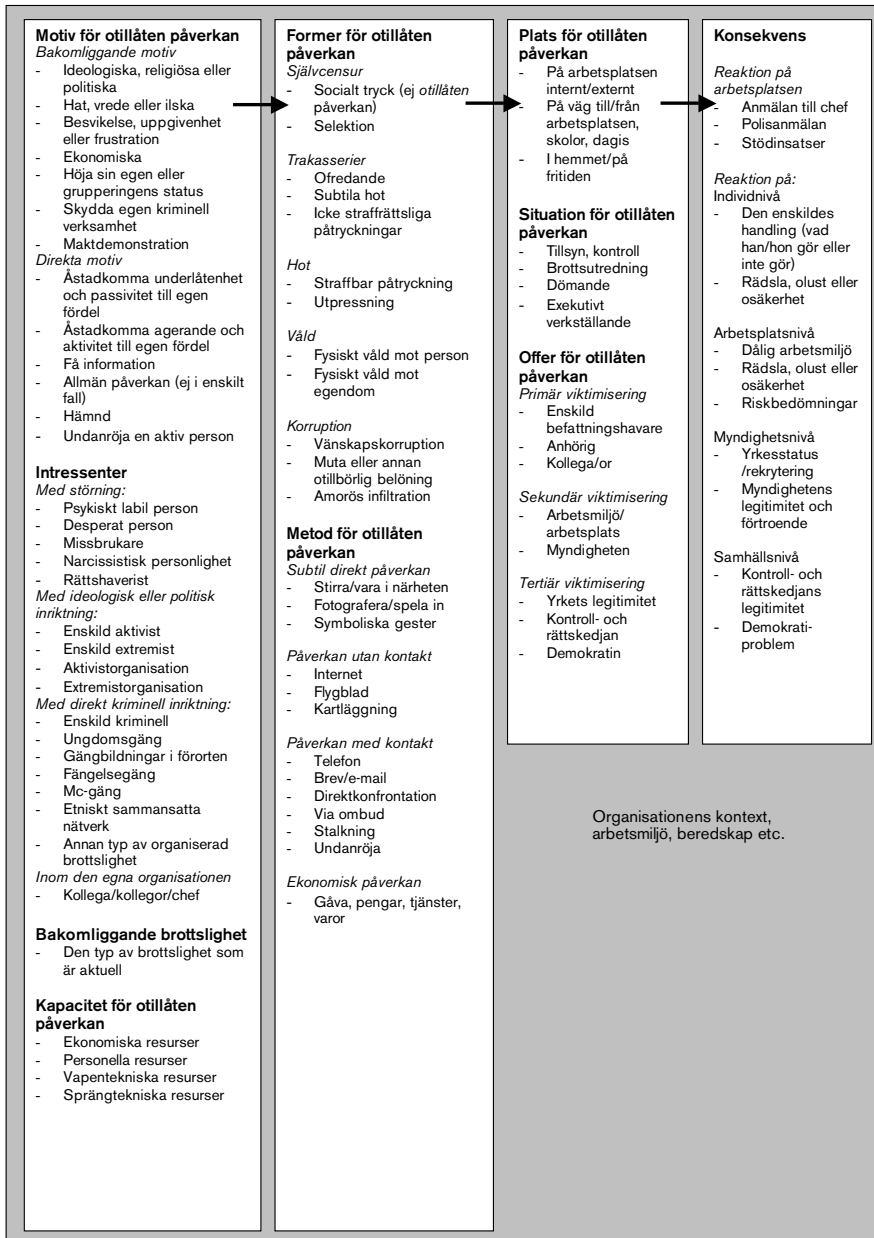 Motiv för otillåten påverkan
Bakomliggande motiv
- Ideologiska, religiösa eller
politiska
- Hat, vrede eller ilska
- Besvikelse, uppgivenhet
eller frustration
- Ekonomiska
- Höja sin egen eller
grupperingens status
- Skydda egen kriminell
verksamhet
- Maktdemonstration
Direkta motiv
- Åstadkomma underlåtenhet
och passivitet till egen
fördel
- Åstadkomma agerande och
aktivitet till egen fördel
- Få information
- Allmän påverkan (ej i enskilt
fall)
- Hämnd
- Undanröja en aktiv person
Intressenter
Med störning:
- Psykiskt labil person
- Desperat person
- Missbrukare
- Narcissistisk personlighet
- Rättshaverist
Med ideologisk eller politisk
inriktning:
- Enskild aktivist
- Enskild extremist
- Aktivistorganisation
- Extremistorganisation
Med direkt kriminell inriktning:
- Enskild kriminell
- Ungdomsgäng
- Gängbildningar i förorten
- Fängelsegäng
- Mc-gäng
- Etniskt sammansatta
nätverk
- Annan typ av organiserad
brottslighet
Inom den egna organisationen
- Kollega/kollegor/chef
Bakomliggande brottslighet
- Den typ av brottslighet som
är aktuell
Kapacitet för otillåten
påverkan
- Ekonomiska resurser
- Personella resurser
- Vapentekniska resurser
- Sprängtekniska resurser
Former för otillåten
påverkan
Självcensur
- Socialt tryck (ej otillåten
påverkan)
- Selektion
Trakasserier
- Ofredande
- Subtila hot
- Icke straffrättsliga
påtryckningar
Hot
- Straffbar påtryckning
- Utpressning
Våld
- Fysiskt våld mot person
- Fysiskt våld mot
egendom
Korruption
- Vänskapskorruption
- Muta eller annan
otillbörlig belöning
- Amorös infiltration
Metod för otillåten
påverkan
Subtil direkt påverkan
- Stirra/vara i närheten
- Fotografera/spela in
- Symboliska gester
Påverkan utan kontakt
- Internet
- Flygblad
- Kartläggning
Påverkan med kontakt
- Telefon
- Brev/e-mail
- Direktkonfrontation
- Via ombud
- Stalkning
- Undanröja
Ekonomisk påverkan
- Gåva, pengar, tjänster,
varor
Plats för otillåten
påverkan
- På arbetsplatsen
internt/externt
- På väg till/från
arbetsplatsen,
skolor, dagis
- I hemmet/på
fritiden
Situation för otillåten
påverkan
- Tillsyn, kontroll
- Brottsutredning
- Dömande
- Exekutivt
verkställande
Offer för otillåten
påverkan
Primär viktimisering
- Enskild
befattningshavare
- Anhörig
- Kollega/or
Sekundär viktimisering
- Arbetsmiljö/
arbetsplats
- Myndigheten
Tertiär viktimisering
- Yrkets legitimitet
- Kontroll- och
rättskedjan
- Demokratin
Konsekvens
Reaktion på
arbetsplatsen
- Anmälan till chef
- Polisanmälan
- Stödinsatser
Reaktion på:
Individnivå
- Den enskildes
handling (vad
han/hon gör eller
inte gör)
- Rädsla, olust eller
osäkerhet
Arbetsplatsnivå
- Dålig arbetsmiljö
- Rädsla, olust eller
osäkerhet
- Riskbedömningar
Myndighetsnivå
- Yrkesstatus
/rekrytering
- Myndighetens
legitimitet och
förtroende
Samhällsnivå
- Kontroll- och
rättskedjans
legitimitet
- Demokrati-
problem
Organisationens kontext,
arbetsmiljö, beredskap etc.